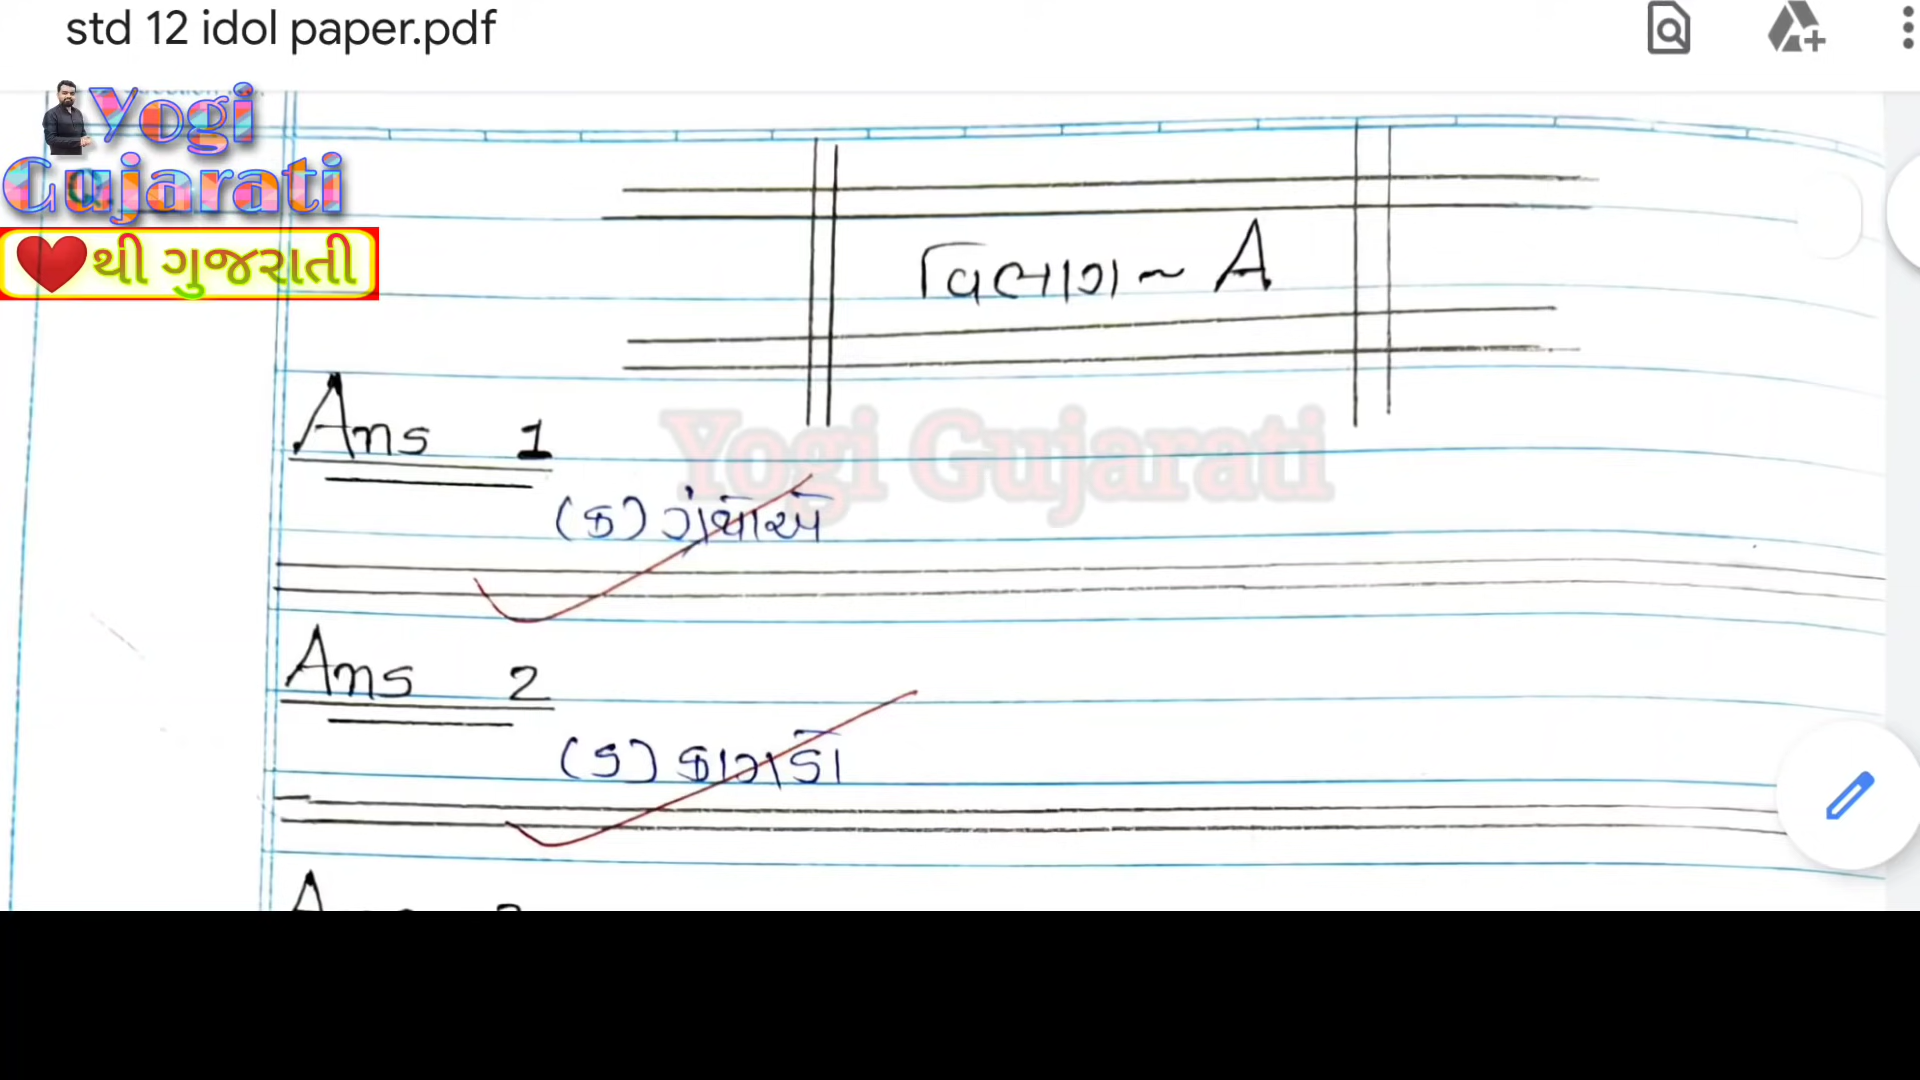 std 12 idol paper.pdf
Yogi
Gujarati
થી ગુજરાતી
વિભાગ ~ A
Yogi Gujarati
Ans 1
(ક)
Ans 2
(ડ) કાગડો